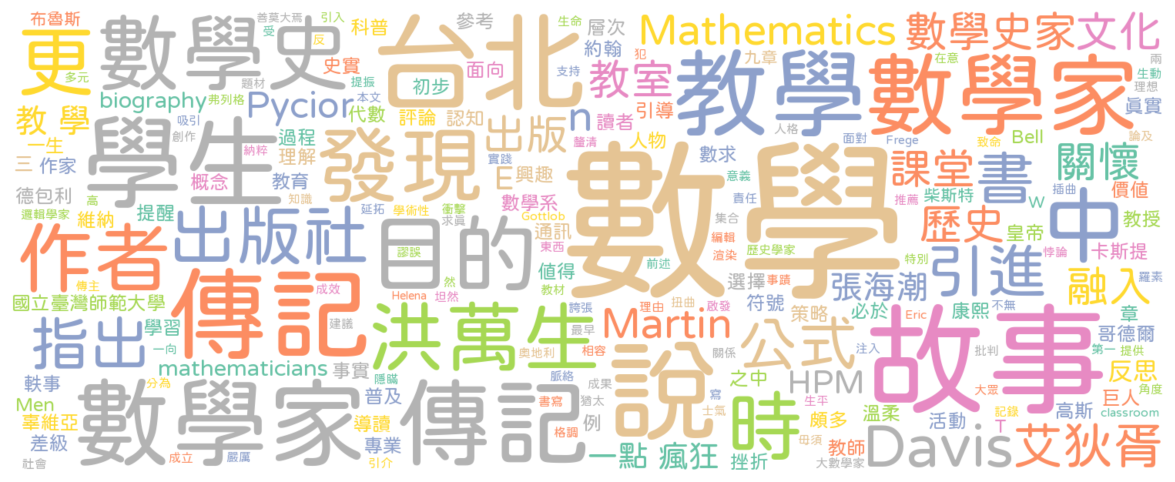 布魯斯
善莫大焉
引入
生命
參考
層次
Mathematics
數學史家
文化
更
數學史
受
反
科普
台北
約翰
犯
九章
在意
兩
多元
題材
提振
史實
初步
面向
教室
教學
數學家
生動
理想
biography
弗列格
本文
Pycior
代數
評論
認知
支持
引導
真實
教學
吸引
創作
n
讀者
人格
面對
Frege
致命
Bell
論及
一生
學生
過程
發現
出版
釐清
人物
三
作家
納粹
理解
實踐
數求
課堂
書
關懷
概念
教育
E
興趣
意義
數學
德包利
知識
數學系
責任
推薦
柴斯特
插曲
w
價值
邏輯學家
高
維納
提醒
延拓
學術性
衝擊
Gottlob
集合
中
教授
出版社
求真
通訊
編輯
歷史
皇帝
作者
目的
謬誤
東西
渲染
歷史學家
特別
悖論
卡斯提
傳主
傳記
然
值得
前述
引進
羅素
國立臺灣師範大學
成效
Helena
坦然
教材
選擇
事蹟
張海潮
融入
誇張
理由
扭曲
啟發
符號
康熙
不無
指出
學習
建議
洪萬生
最早
Martin
策略
必於
Eric
故事
章
一向
奧地利
相容
公式
注入
批判
第一
提供
哥德爾
軼事
mathematicians
事實
隱瞞
脈絡
說
關係
之中
大眾
角度
反思
分為
成果
HPM
Men
數學家傳記
普及
書寫
猶太
寫
生平
時
頗多
溫柔
記錄
巨人
辜維亞
導讀
例
士氣
活動
T
高斯
classroom
差級
專業
格調
一點
瘋狂
挫折
毋須
教師
Davis
艾狄胥
社會
成立
嚴厲
引介
大數學家